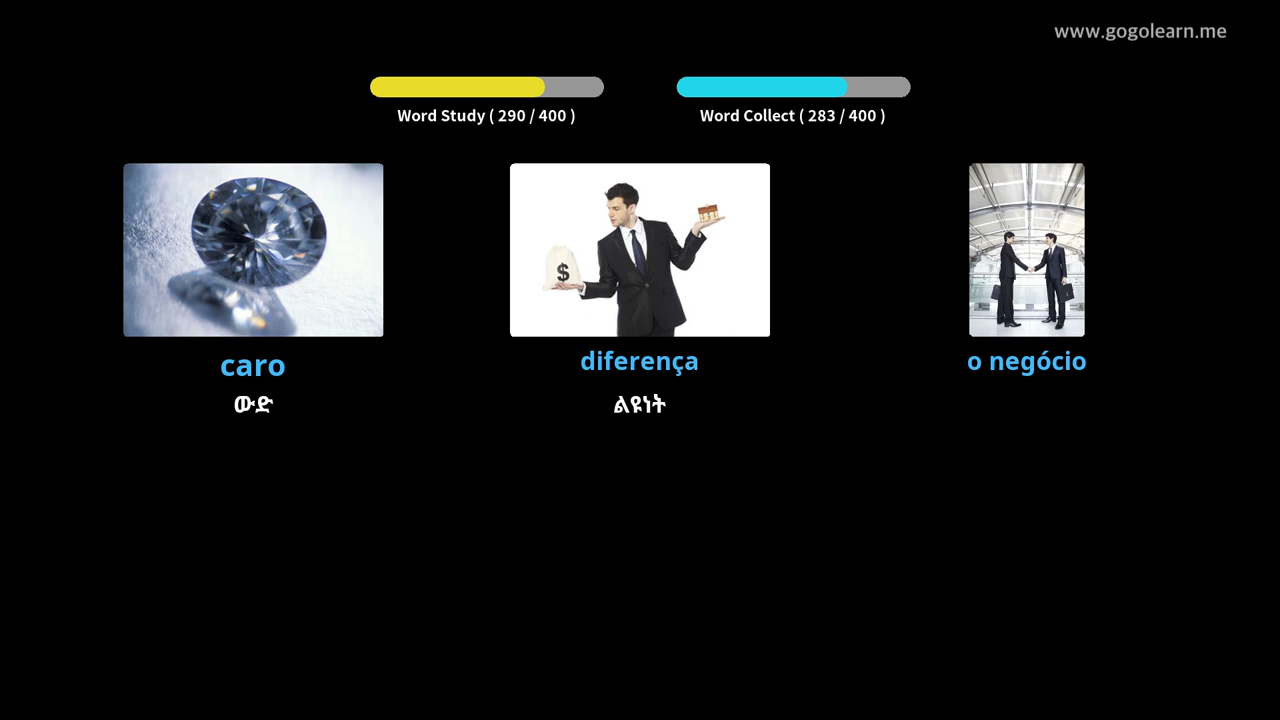 www.gogolearn.me
Word Study ( 290 / 400 )
Word Collect ( 283 / 400 )
caro
diferença
o negócio
ውድ
ልዩነት
$